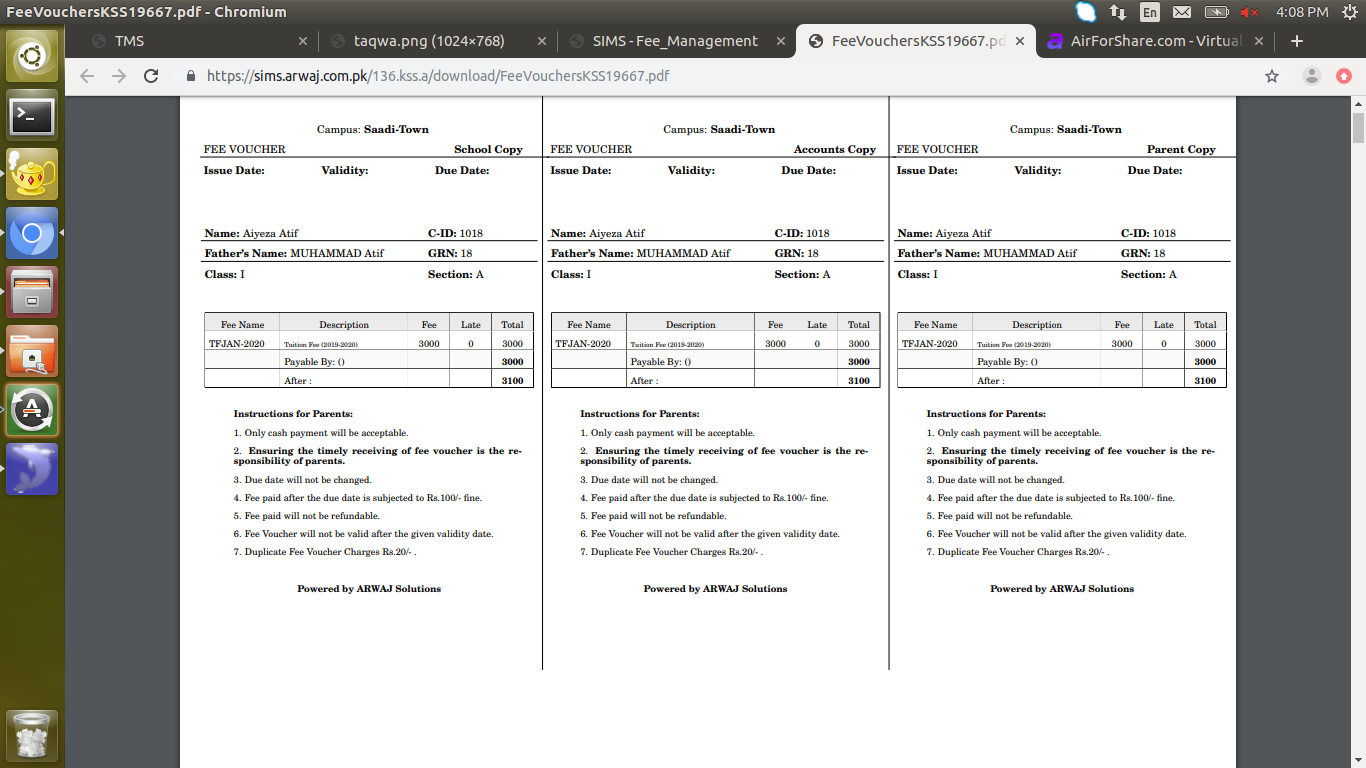 FeeVouchersKSS19667.pdf - Chromium
En
4:08 PM
TMS
taqwa.png (1024×768)
SIMS - Fee_Management
FeeVouchersKSS19667.pd
AirForShare.com - Virtual
https://sims.arwaj.com.pk/136.kss.a/download/FeeVouchersKSS19667.pdf
Campus: Saadi-Town
FEE VOUCHER School Copy
Issue Date: Validity: Due Date:
Name: Aiyeza Atif C-ID: 1018
Father's Name: MUHAMMAD Atif GRN: 18
Class: I Section: A
Fee Name Description Fee Late Total
TFJAN-2020 Tuition Fee (2019-2020) 3000 0 3000
Payable By: () 3000
After : 3100
Instructions for Parents:
1. Only cash payment will be acceptable.
2. Ensuring the timely receiving of fee voucher is the re-
sponsibility of parents.
3. Due date will not be changed.
4. Fee paid after the due date is subjected to Rs.100/- fine.
5. Fee paid will not be refundable.
6. Fee Voucher will not be valid after the given validity date.
7. Duplicate Fee Voucher Charges Rs.20/- .
Powered by ARWAJ Solutions
Campus: Saadi-Town
FEE VOUCHER Accounts Copy
Issue Date: Validity: Due Date:
Name: Aiyeza Atif C-ID: 1018
Father's Name: MUHAMMAD Atif GRN: 18
Class: I Section: A
Fee Name Description Fee Late Total
TFJAN-2020 Tuition Fee (2019-2020) 3000 0 3000
Payable By: () 3000
After : 3100
Instructions for Parents:
1. Only cash payment will be acceptable.
2. Ensuring the timely receiving of fee voucher is the re-
sponsibility of parents.
3. Due date will not be changed.
4. Fee paid after the due date is subjected to Rs.100/- fine.
5. Fee paid will not be refundable.
6. Fee Voucher will not be valid after the given validity date.
7. Duplicate Fee Voucher Charges Rs.20/- .
Powered by ARWAJ Solutions
Campus: Saadi-Town
FEE VOUCHER Parent Copy
Issue Date: Validity: Due Date:
Name: Aiyeza Atif C-ID: 1018
Father's Name: MUHAMMAD Atif GRN: 18
Class: I Section: A
Fee Name Description Fee Late Total
TFJAN-2020 Tuition Fee (2019-2020) 3000 0 3000
Payable By: () 3000
After : 3100
Instructions for Parents:
1. Only cash payment will be acceptable.
2. Ensuring the timely receiving of fee voucher is the re-
sponsibility of parents.
3. Due date will not be changed.
4. Fee paid after the due date is subjected to Rs.100/- fine.
5. Fee paid will not be refundable.
6. Fee Voucher will not be valid after the given validity date.
7. Duplicate Fee Voucher Charges Rs.20/- .
Powered by ARWAJ Solutions